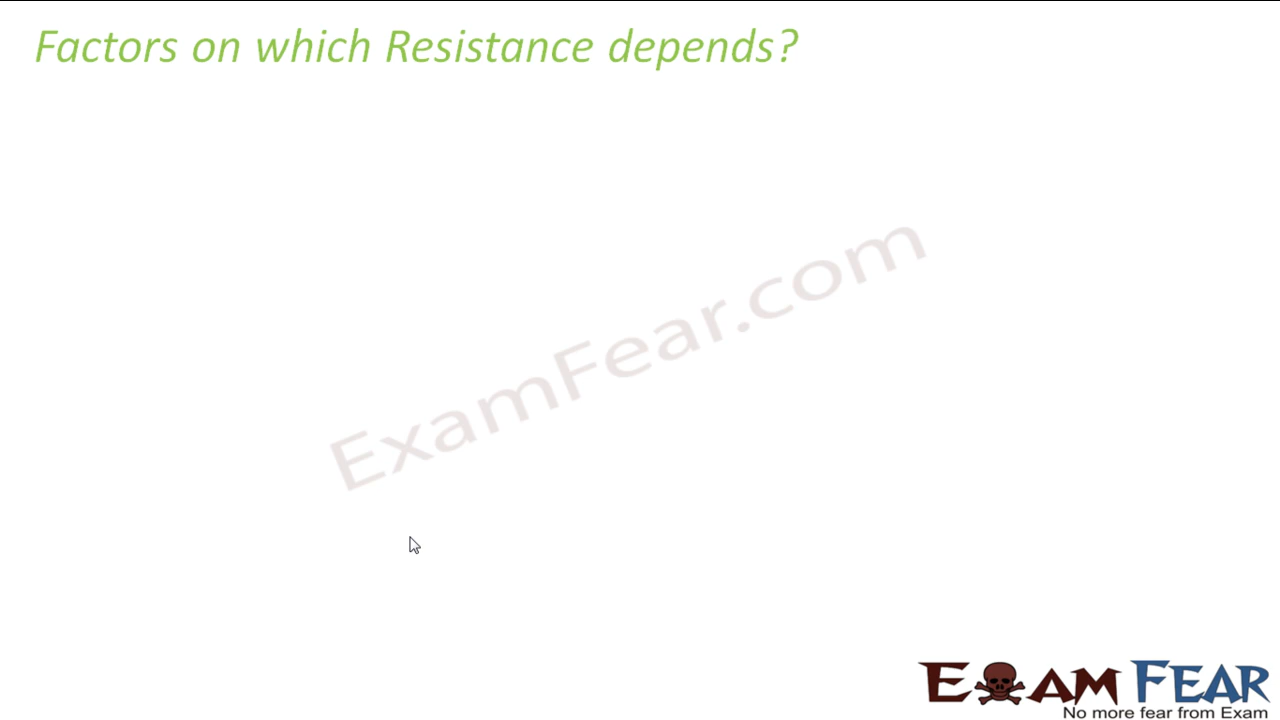 Factors on which Resistance depends?
ExamFear.com
EXAM FEAR
No more fear from Exam